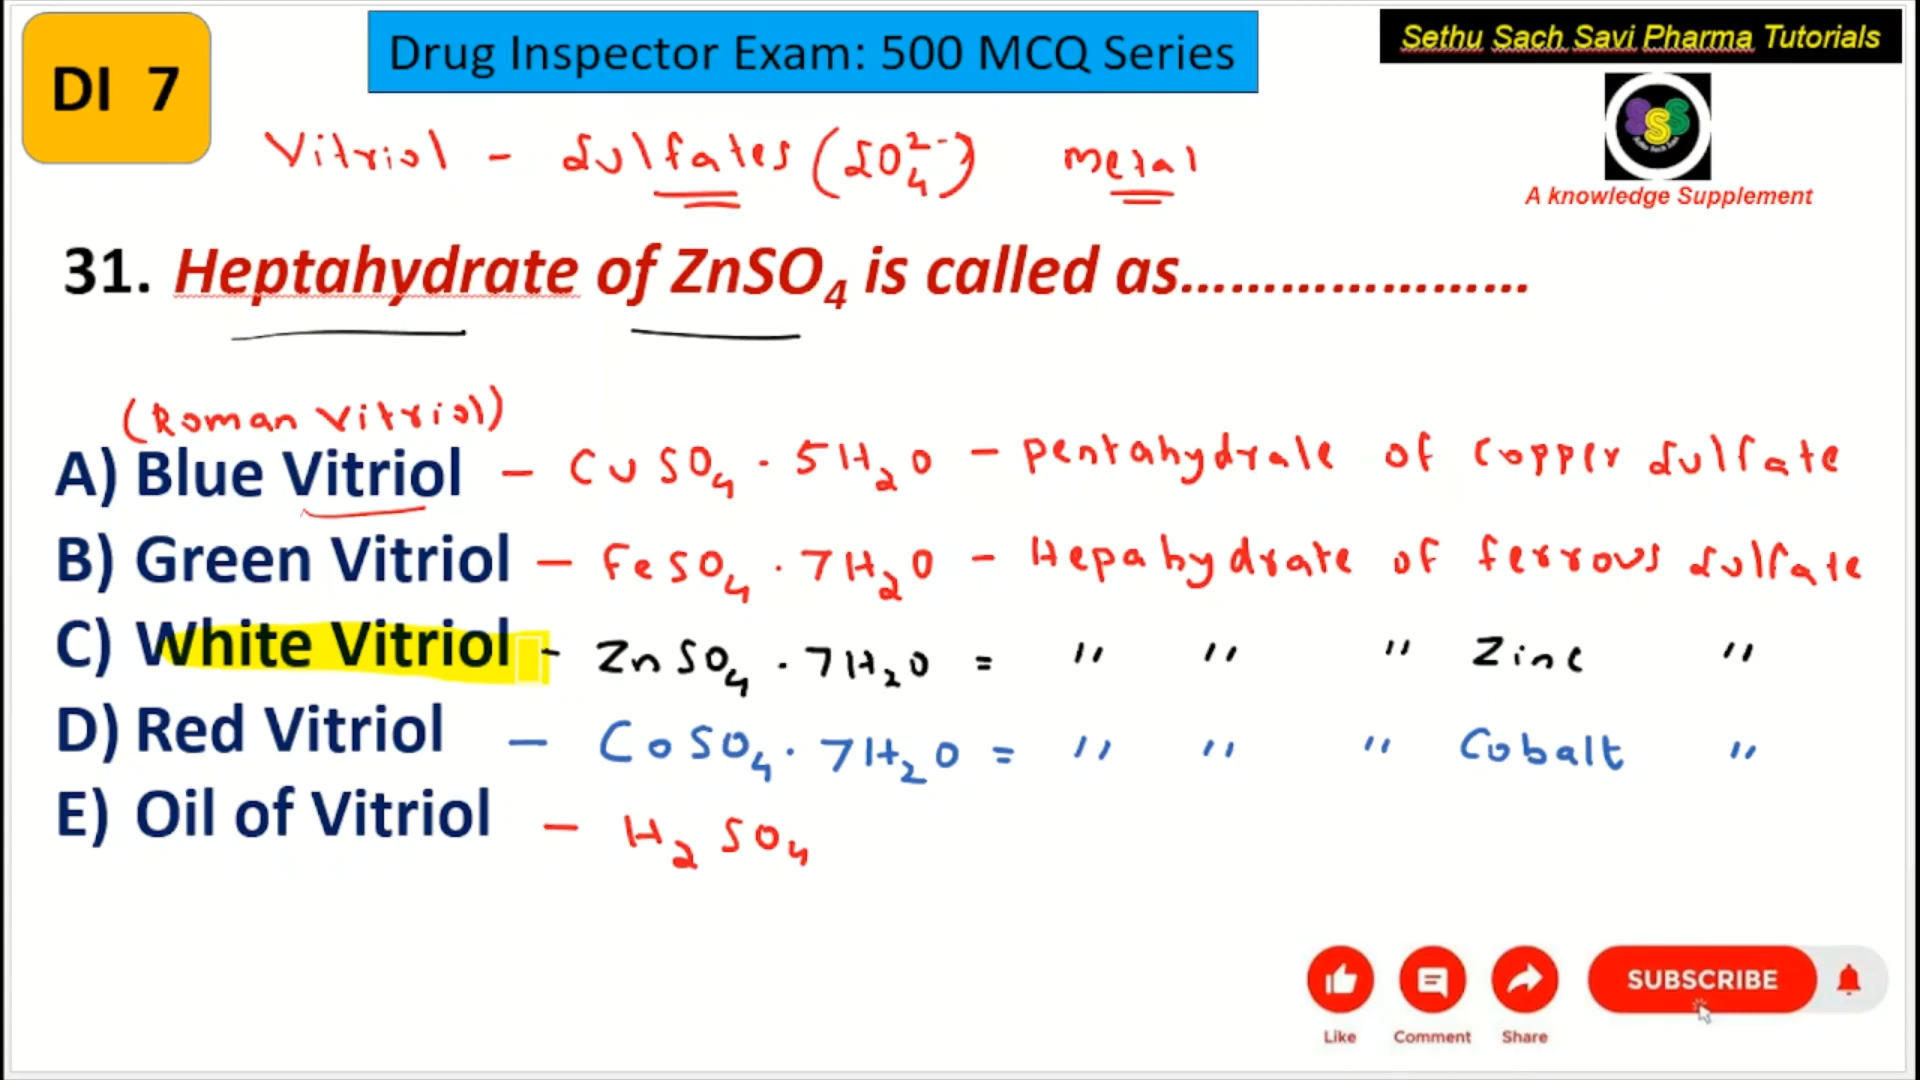 DI 7
Drug Inspector Exam: 500 MCQ Series
Sethu Sach Savi Pharma Tutorials
SSS
A knowledge Supplement
Vitriol - Sulfates (SO₄²⁻) metal
31. Heptahydrate of ZnSO₄ is called as.....................
(Roman Vitriol)
A) Blue Vitriol - CuSO₄ · 5H₂O - pentahydrate of Copper Sulfate
B) Green Vitriol - FeSO₄ · 7H₂O - Hepahydrate of ferrous Sulfate
C) White Vitriol - ZnSO₄ · 7H₂O = " " " Zinc "
D) Red Vitriol - CoSO₄ · 7H₂O = " " " Cobalt "
E) Oil of Vitriol - H₂SO₄
SUBSCRIBE
Like Comment Share